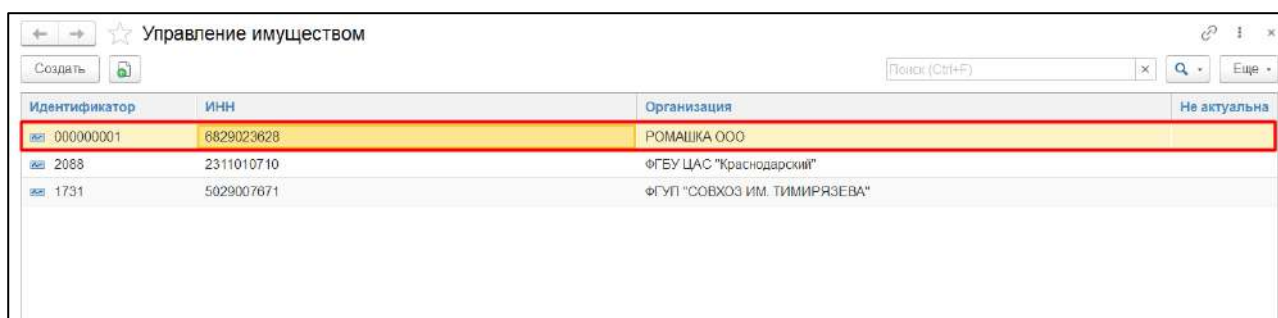 Управление имуществом
Создать Поиск (Ctrl+F) Еще
Идентификатор ИНН Организация Не актуальна
000000001 6829023628 РОМАШКА ООО
2088 2311010710 ФГБУ ЦАС "Краснодарский"
1731 5029007671 ФГУП "СОВХОЗ ИМ. ТИМИРЯЗЕВА"